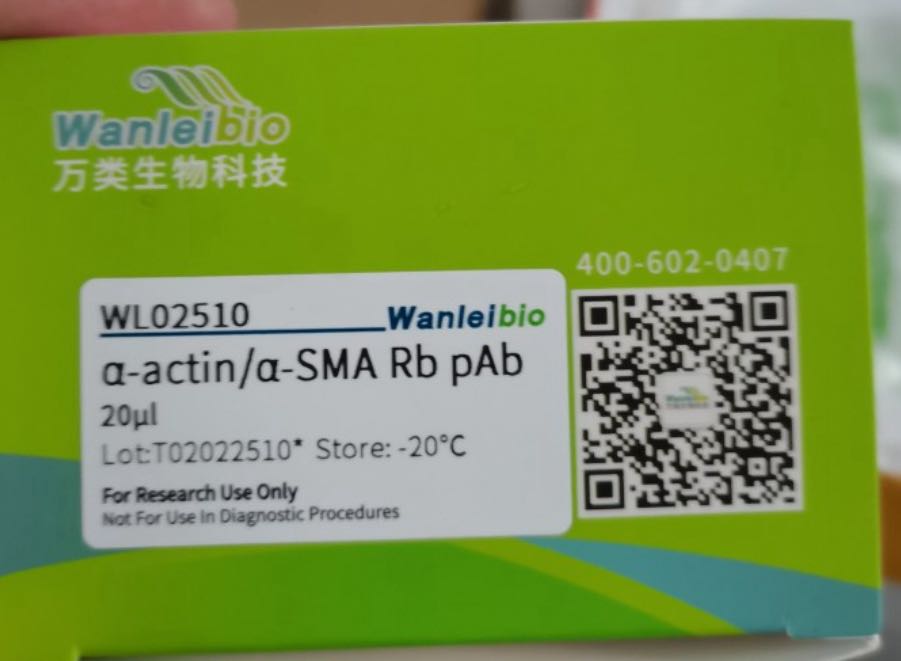 Wanleibio
万类生物科技
400-602-0407
WL02510 Wanleibio
α-actin/α-SMA Rb pAb
20μl
Lot:T02022510* Store: -20°C
For Research Use Only
Not For Use In Diagnostic Procedures